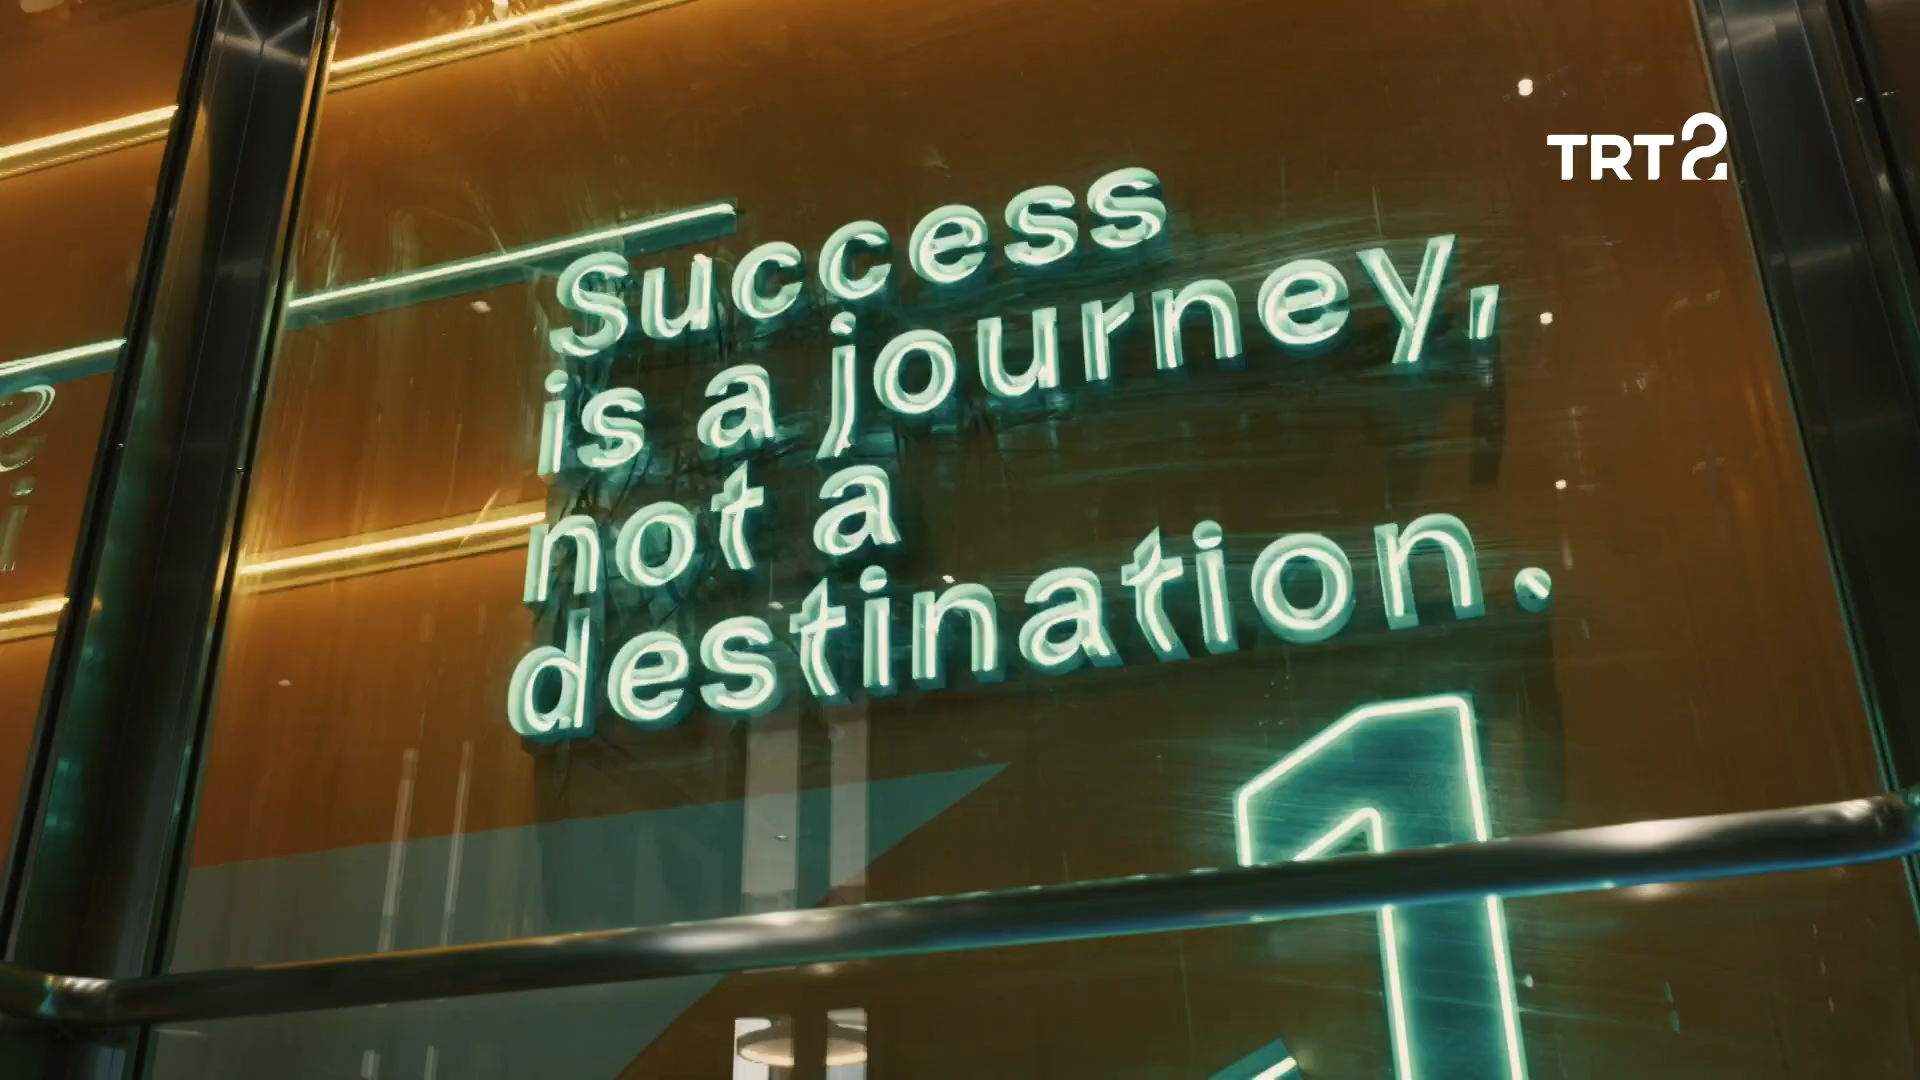 TRT2
Success
is a journey,
not a
destination.
1